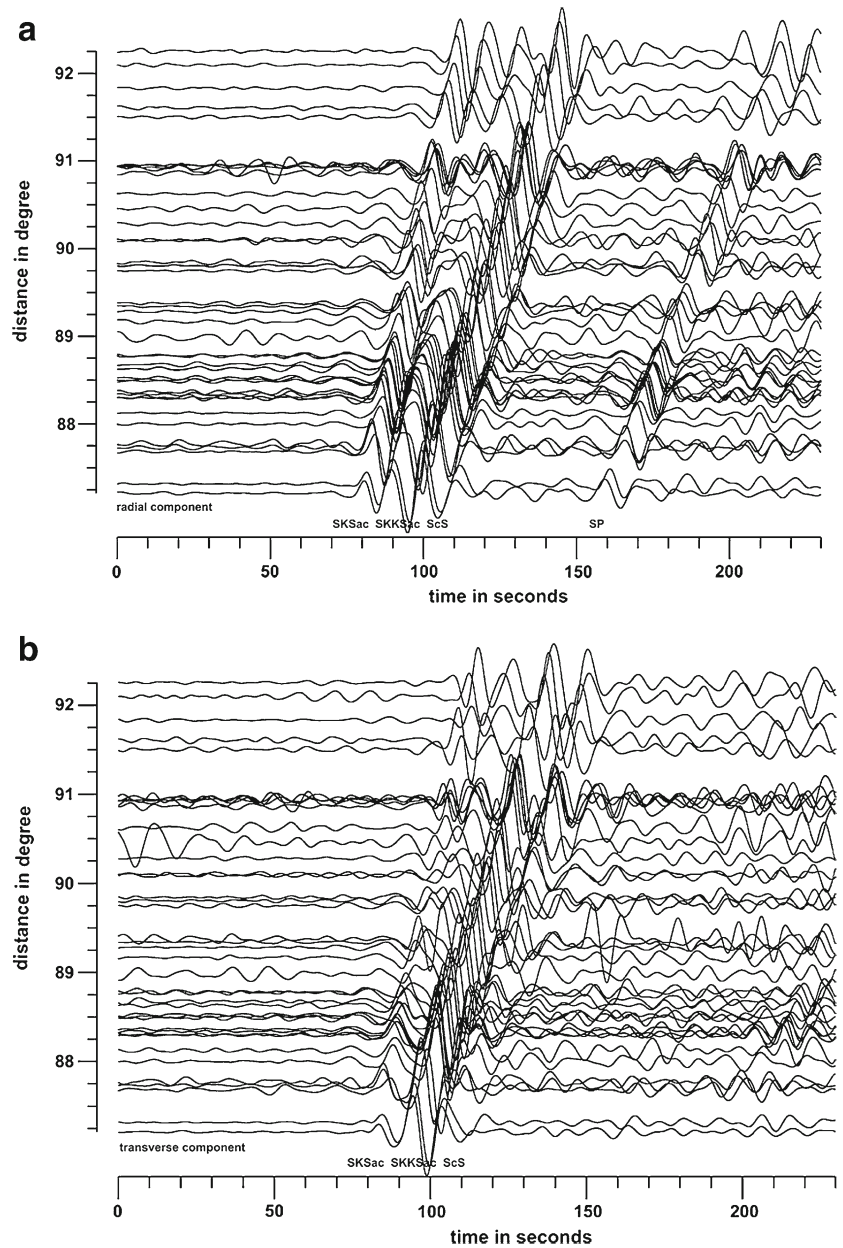 a
92
91
90
89
88
distance in degree
radial component
SKSac SKKSac ScS SP
0 50 100 150 200
time in seconds
b
92
91
90
89
88
distance in degree
transverse component
SKSac SKKSac ScS
0 50 100 150 200
time in seconds